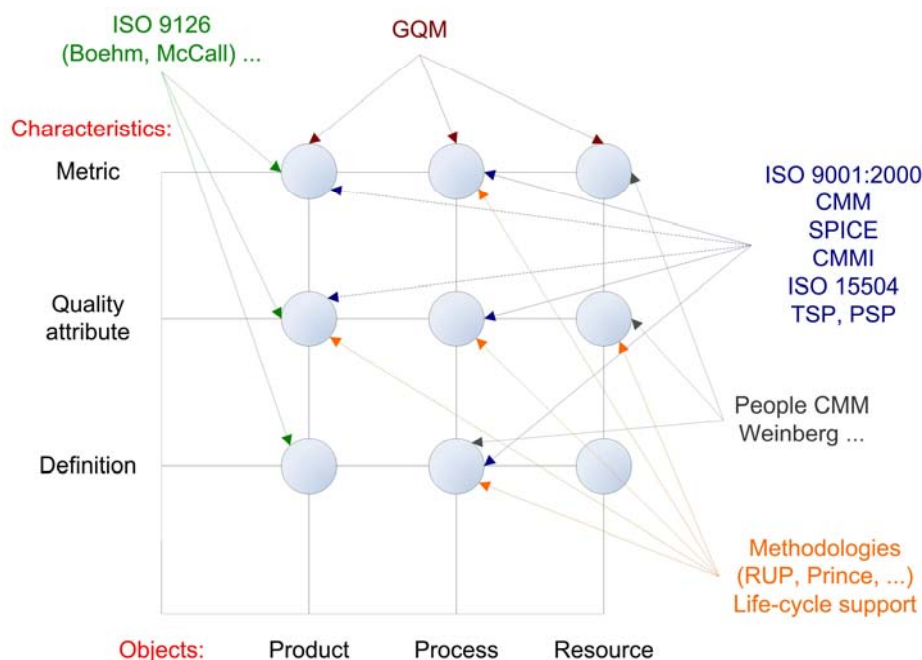 ISO 9126
(Boehm, McCall) ...
GQM
Characteristics:
Metric
ISO 9001:2000
CMM
SPICE
CMMI
ISO 15504
TSP, PSP
Quality
attribute
People CMM
Weinberg ...
Definition
Methodologies
(RUP, Prince, ...)
Life-cycle support
Objects:
Product
Process
Resource